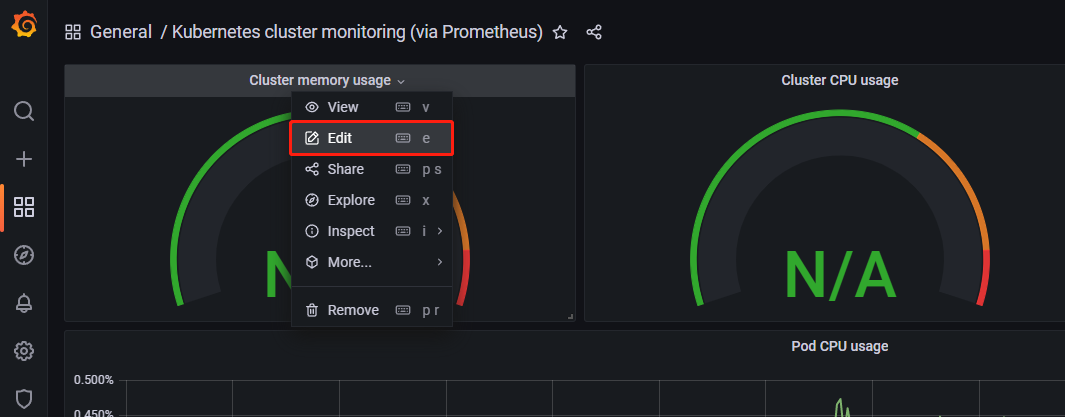 General / Kubernetes cluster monitoring (via Prometheus)
Cluster memory usage
Cluster CPU usage
View v
Edit e
Share p s
Explore x
Inspect i
More...
Remove p r
N
N/A
Pod CPU usage
0.500%
0.450%